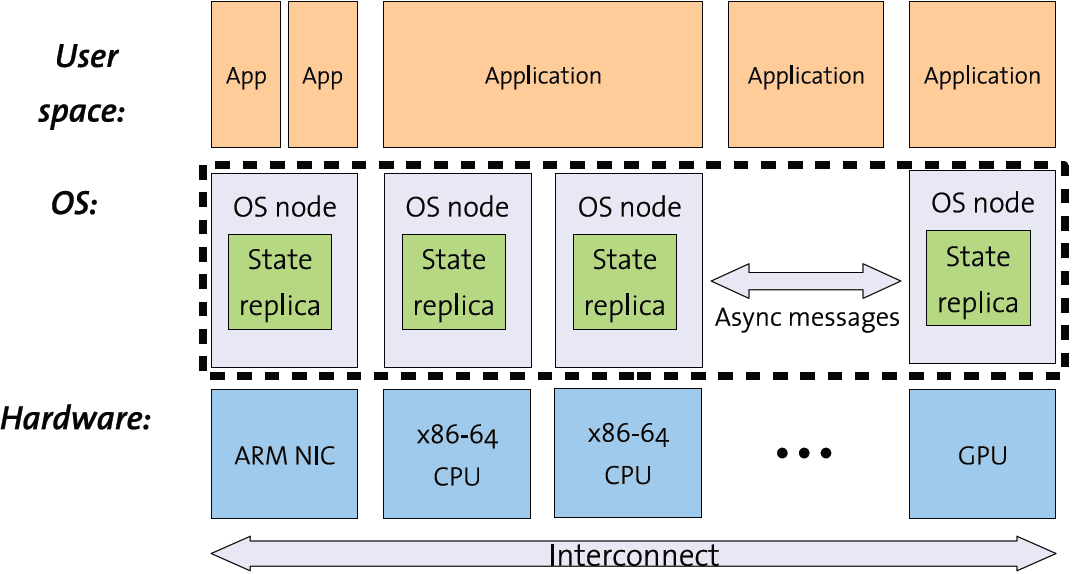 User
space:
App
App
Application
Application
Application
OS:
OS node
State
replica
OS node
State
replica
OS node
State
replica
Async messages
OS node
State
replica
Hardware:
ARM NIC
x86-64
CPU
x86-64
CPU
•••
GPU
Interconnect